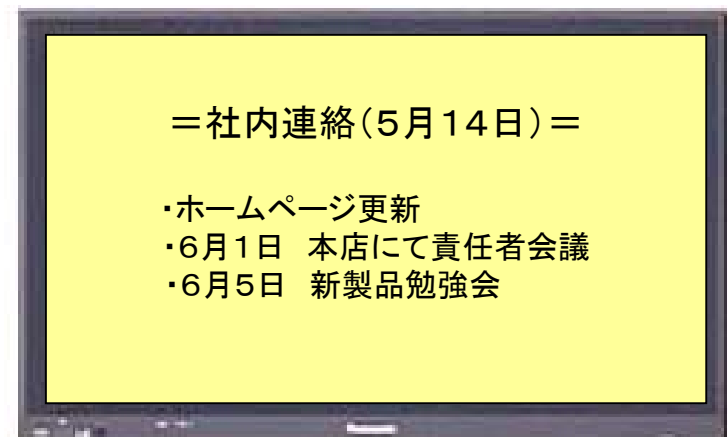 ＝社内連絡(５月１４日)＝
・ホームページ更新
・６月１日　本店にて責任者会議
・６月５日　新製品勉強会